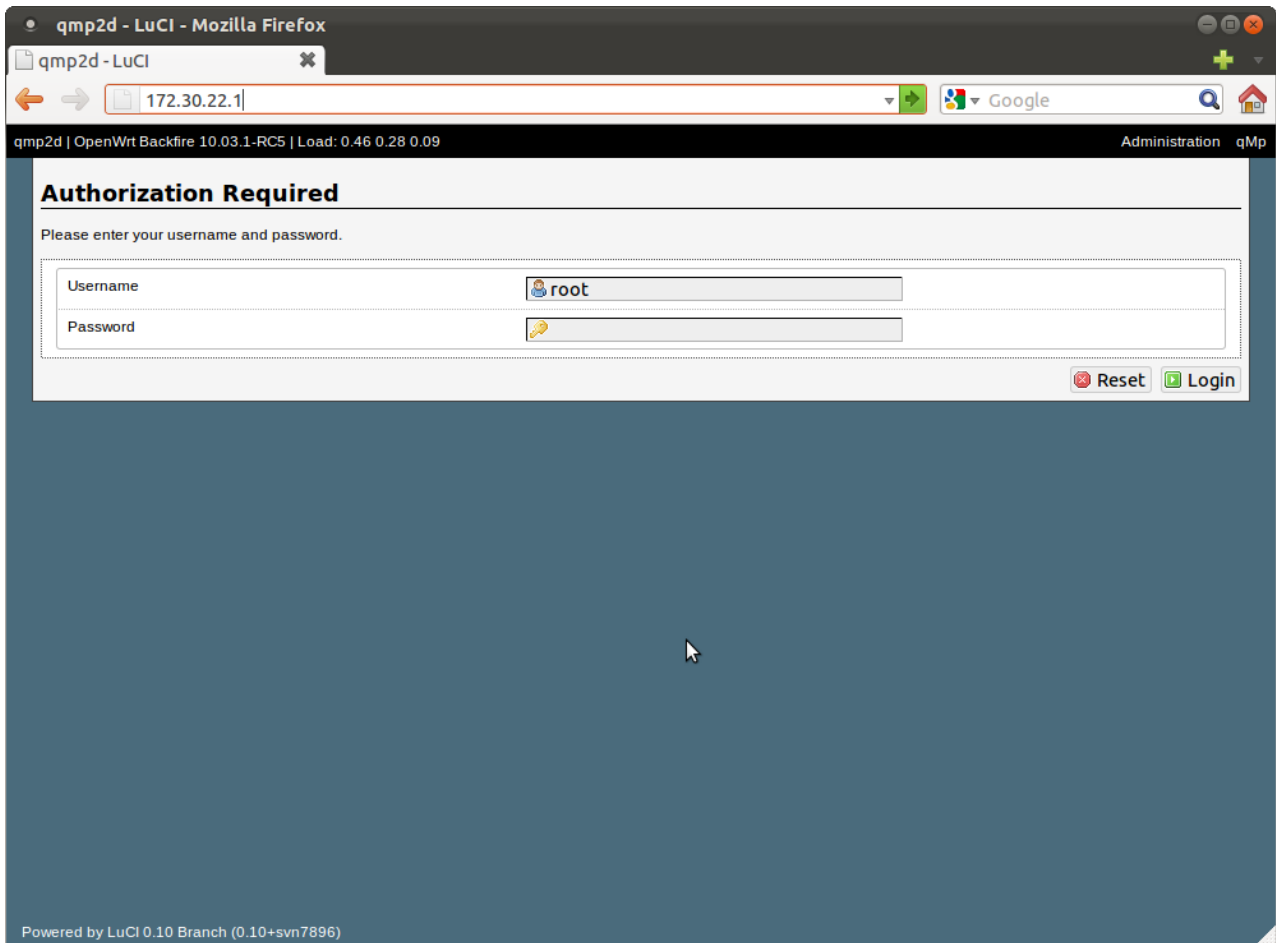 qmp2d - LuCI - Mozilla Firefox
qmp2d - LuCI
172.30.22.1
Google
qmp2d | OpenWrt Backfire 10.03.1-RC5 | Load: 0.46 0.28 0.09
Administration qMp
Authorization Required
Please enter your username and password.
Username root
Password
Reset Login
Powered by LuCI 0.10 Branch (0.10+svn7896)